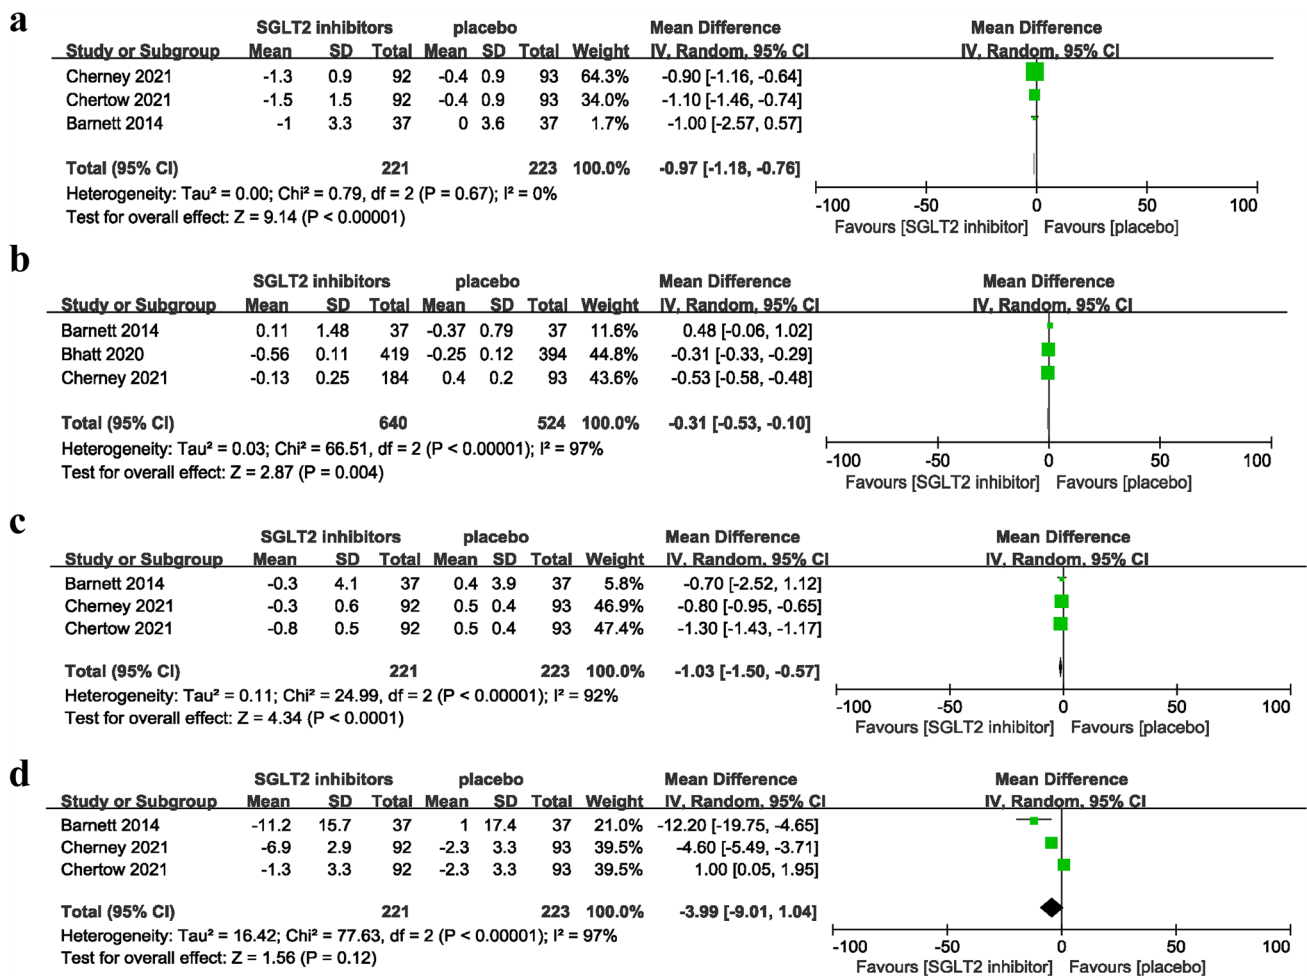 a
SGLT2 inhibitors placebo Mean Difference Mean Difference
Study or Subgroup Mean SD Total Mean SD Total Weight IV, Random, 95% CI IV, Random, 95% CI
Cherney 2021 -1.3 0.9 92 -0.4 0.9 93 64.3% -0.90 [-1.16, -0.64]
Chertow 2021 -1.5 1.5 92 -0.4 0.9 93 34.0% -1.10 [-1.46, -0.74]
Barnett 2014 -1 3.3 37 0 3.6 37 1.7% -1.00 [-2.57, 0.57]
Total (95% CI) 221 223 100.0% -0.97 [-1.18, -0.76]
Heterogeneity: Tau² = 0.00; Chi² = 0.79, df = 2 (P = 0.67); I² = 0%
Test for overall effect: Z = 9.14 (P < 0.00001)
-100 -50 0 50 100
Favours [SGLT2 inhibitor] Favours [placebo]
b
SGLT2 inhibitors placebo Mean Difference Mean Difference
Study or Subgroup Mean SD Total Mean SD Total Weight IV, Random, 95% CI IV, Random, 95% CI
Barnett 2014 0.11 1.48 37 -0.37 0.79 37 11.6% 0.48 [-0.06, 1.02]
Bhatt 2020 -0.56 0.11 419 -0.25 0.12 394 44.8% -0.31 [-0.33, -0.29]
Cherney 2021 -0.13 0.25 184 0.4 0.2 93 43.6% -0.53 [-0.58, -0.48]
Total (95% CI) 640 524 100.0% -0.31 [-0.53, -0.10]
Heterogeneity: Tau² = 0.03; Chi² = 66.51, df = 2 (P < 0.00001); I² = 97%
Test for overall effect: Z = 2.87 (P = 0.004)
-100 -50 0 50 100
Favours [SGLT2 inhibitor] Favours [placebo]
c
SGLT2 inhibitors placebo Mean Difference Mean Difference
Study or Subgroup Mean SD Total Mean SD Total Weight IV, Random, 95% CI IV, Random, 95% CI
Barnett 2014 -0.3 4.1 37 0.4 3.9 37 5.8% -0.70 [-2.52, 1.12]
Cherney 2021 -0.3 0.6 92 0.5 0.4 93 46.9% -0.80 [-0.95, -0.65]
Chertow 2021 -0.8 0.5 92 0.5 0.4 93 47.4% -1.30 [-1.43, -1.17]
Total (95% CI) 221 223 100.0% -1.03 [-1.50, -0.57]
Heterogeneity: Tau² = 0.11; Chi² = 24.99, df = 2 (P < 0.00001); I² = 92%
Test for overall effect: Z = 4.34 (P < 0.0001)
-100 -50 0 50 100
Favours [SGLT2 inhibitor] Favours [placebo]
d
SGLT2 inhibitors placebo Mean Difference Mean Difference
Study or Subgroup Mean SD Total Mean SD Total Weight IV, Random, 95% CI IV, Random, 95% CI
Barnett 2014 -11.2 15.7 37 1 17.4 37 21.0% -12.20 [-19.75, -4.65]
Cherney 2021 -6.9 2.9 92 -2.3 3.3 93 39.5% -4.60 [-5.49, -3.71]
Chertow 2021 -1.3 3.3 92 -2.3 3.3 93 39.5% 1.00 [0.05, 1.95]
Total (95% CI) 221 223 100.0% -3.99 [-9.01, 1.04]
Heterogeneity: Tau² = 16.42; Chi² = 77.63, df = 2 (P < 0.00001); I² = 97%
Test for overall effect: Z = 1.56 (P = 0.12)
-100 -50 0 50 100
Favours [SGLT2 inhibitor] Favours [placebo]